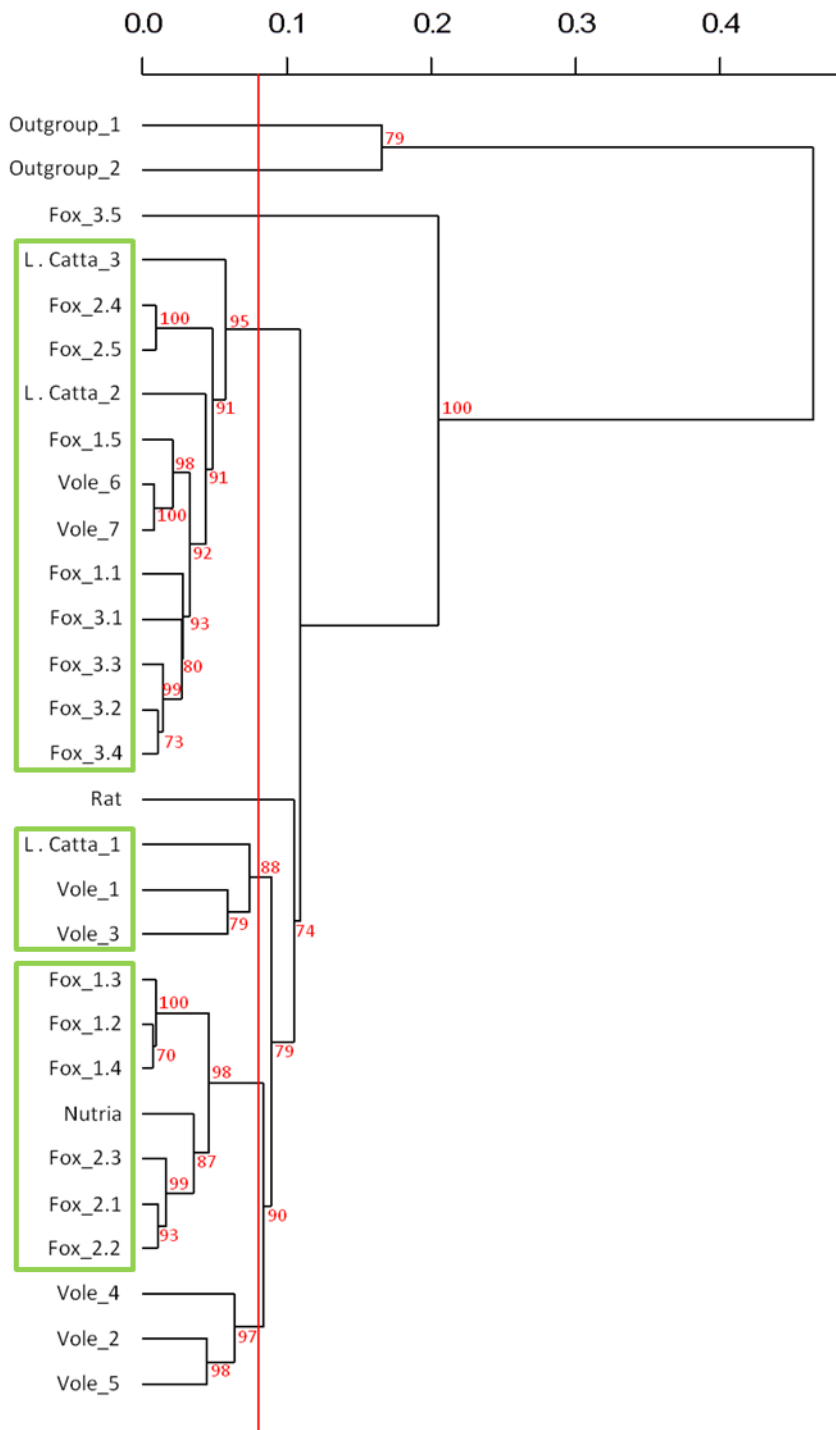 0.0 0.1 0.2 0.3 0.4
Outgroup_1
79
Outgroup_2
Fox_3.5
L . Catta_3
Fox_2.4
100 95
Fox_2.5
L . Catta_2
91 100
Fox_1.5
98
91
Vole_6
100
Vole_7
92
Fox_1.1
Fox_3.1
93
Fox_3.3
80
99
Fox_3.2
73
Fox_3.4
Rat
L . Catta_1
88
Vole_1
79 74
Vole_3
Fox_1.3
100
Fox_1.2
70 79
Fox_1.4
98
Nutria
Fox_2.3
87
99
Fox_2.1
90
93
Fox_2.2
Vole_4
97
Vole_2
98
Vole_5